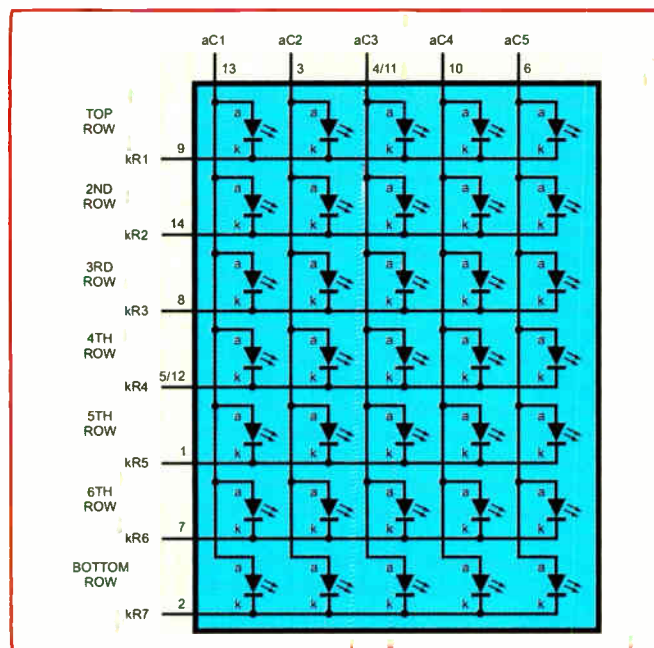 aC1 aC2 aC3 aC4 aC5
13 3 4/11 10 6
TOP
ROW
a a a a a
9
k k k k k
kR1
2ND
ROW
a a a a a
14
k k k k k
kR2
3RD
ROW
a a a a a
8
k k k k k
kR3
4TH
ROW
a a a a a
5/12
k k k k k
kR4
5TH
ROW
a a a a a
1
k k k k k
kR5
6TH
ROW
a a a a a
7
k k k k k
kR6
BOTTOM
ROW
a a a a a
2
k k k k k
kR7